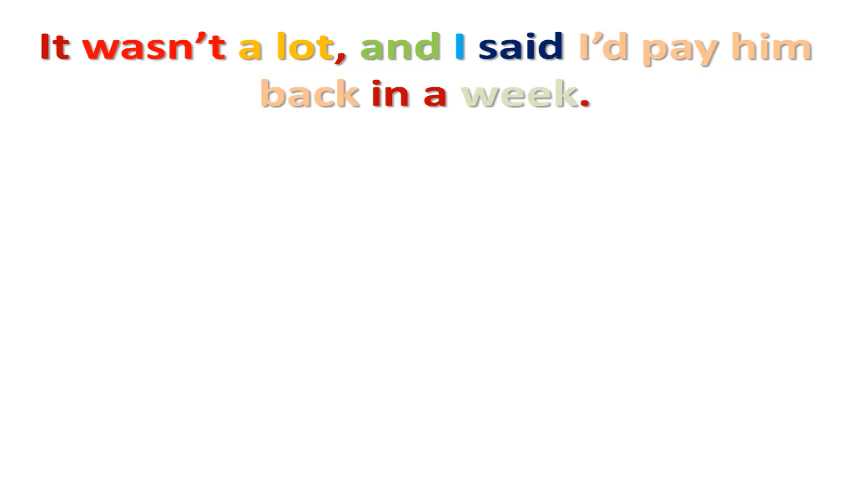 It wasn’t a lot, and I said I’d pay him
back in a week.